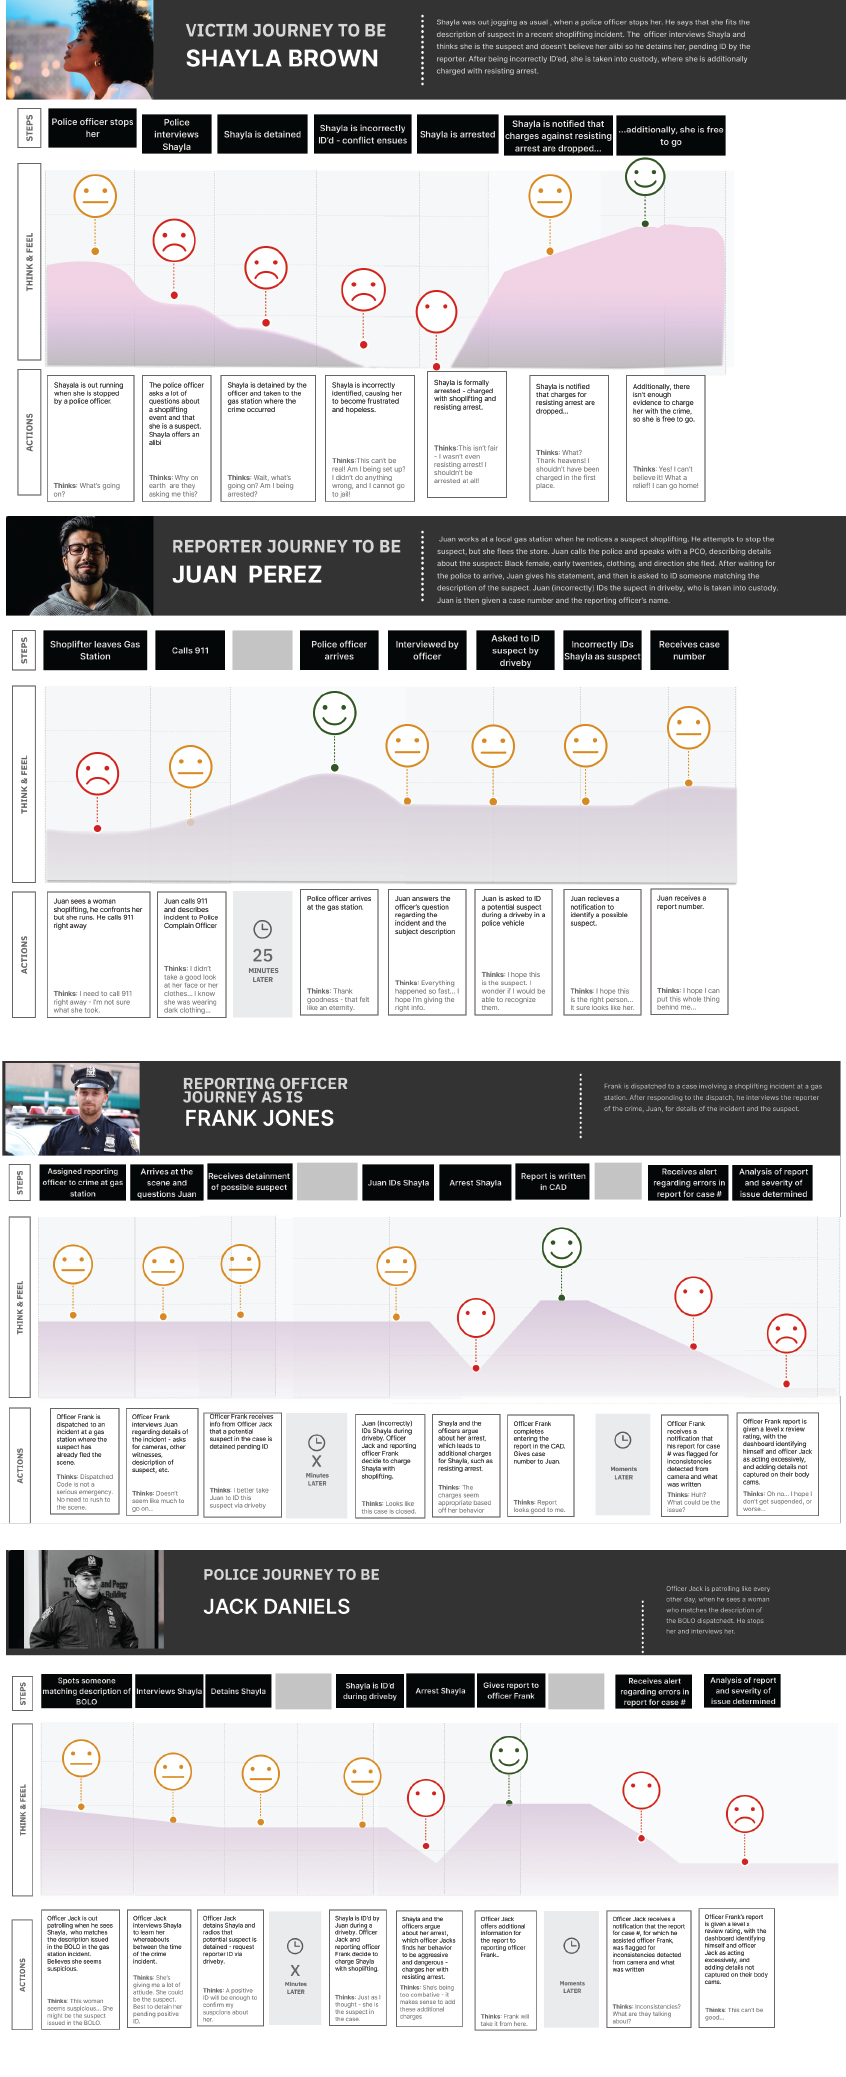 VICTIM JOURNEY TO BE
SHAYLA BROWN
Shayla was out jogging as usual , when a police officer stops her. He says that she fits the
description of suspect in a recent shoplifting incident. The officer interviews Shayla and
thinks she is the suspect and doesn't believe her alibi so he detains her, pending ID by the
reporter. After being incorrectly ID'ed, she is taken into custody, where she is additionally
charged with resisting arrest.
STEPS
Police officer stops
her
Police
interviews
Shayla
Shayla is detained
Shayla is incorrectly
ID'd - conflict ensues
Shayla is arrested
Shayla is notified that
charges against resisting
arrest are dropped...
...additionally, she is free
to go
THINK & FEEL
ACTIONS
Shayala is out running
when she Is stopped
by a police officer.
Thinks: What's going
on?
The police officer
asks a lot of
questions about
a shoplifting
event and that
she is a suspect.
Shayla offers an
alibi
Thinks: Why on
earth are they
asking me this?
Shayla is detained by the
officer and taken to the
gas station where the
crime occurred
Thinks: Wait, what's
going on? Am I being
arrested?
Shayla is incorrectly
identified, causing her
to become frustrated
and hopeless.
Thinks:This can't be
real! Am I being set up?
I didn't do anything
wrong, and I cannot go
to jail!
Shayla is formally
arrested - charged
with shoplifting and
resisting arrest.
Thinks:This isn't fair
- I wasn't even
resisting arrest! I
shouldn't be
arrested at all!
Shayla is notified
that charges for
resisting arrest are
dropped...
Thinks: What?
Thank heavens! I
shouldn't have been
charged in the first
place.
Additionally, there
isn't enough
evidence to charge
her with the crime,
so she is free to go.
Thinks: Yes! I can't
believe it! What a
relief! I can go home!
REPORTER JOURNEY TO BE
JUAN PEREZ
Juan works at a local gas station when he notices a suspect shoplifting. He attempts to stop the
suspect, but she flees the store. Juan calls the police and speaks with a PCO, describing details
about the suspect: Black female, early twenties, clothing, and direction she fled. After waiting for
the police to arrive, Juan gives his statement, and then is asked to ID someone matching the
description of the suspect. Juan (incorrectly) IDs the supect in driveby, who is taken into custody.
Juan is then given a case number and the reporting officer's name.
STEPS
Shoplifter leaves Gas
Station
Calls 911
Police officer
arrives
Interviewed by
officer
Asked to ID
suspect by
driveby
Incorrectly IDs
Shayla as suspect
Receives case
number
THINK & FEEL
ACTIONS
Juan sees a woman
shoplifting, he confronts her
but she runs. He calls 911
right away
Thinks: I need to call 911
right away - I'm not sure
what she took.
Juan calls 911
and describes
incident to Police
Complain Officer
Thinks: I didn't
take a good look
at her face or her
clothes... I know
she was wearing
dark clothing...
25
MINUTES
LATER
Police officer arrives
at the gas station.
Thinks: Thank
goodness - that felt
like an eternity.
Juan answers the
officer's question
regarding the
incident and the
subject description
Thinks: Everything
happened so fast... I
hope I'm giving the
right info.
Juan is asked to ID
a potential suspect
during a driveby in a
police vehicle
Thinks: I hope this
is the suspect. I
wonder if I would be
able to recognize
them.
Juan recieves a
notification to
identify a possible
suspect.
Thinks: I hope this
is the right person...
It sure looks like her.
Juan receives a
report number.
Thinks: I hope I can
put this whole thing
behind me...
REPORTING OFFICER
JOURNEY AS IS
FRANK JONES
Frank is dispatched to a case involving a shoplifting incident at a gas
station. After responding to the dispatch, he interviews the reporter
of the crime, Juan, for details of the incident and the suspect.
STEPS
Assigned reporting
officer to crime at gas
station
Arrives at the
scene and
questions Juan
Receives detainment
of possible suspect
Juan IDs Shayla
Arrest Shayla
Report is written
in CAD
Receives alert
regarding errors in
report for case #
Analysis of report
and severity of
issue determined
THINK & FEEL
ACTIONS
Officer Frank is
dispatched to an
incident at a gas
station where the
suspect has
already fled the
scene.
Thinks: Dispatched
Code is not a
serious emergency.
No need to rush to
the scene.
Officer Frank
interviews Juan
regarding details of
the incident - asks
for cameras, other
witnesses,
desicription of
suspect, etc.
Thinks: Doesn't
seem like much to
go on...
Officer Frank receives
info from Officer Jack
that a potential
suspect in the case is
detained pending ID
Thinks: I better take
Juan to ID this
suspect via driveby
X
Minutes
LATER
Juan (incorrectly)
IDs Shayla during
driveby. Officer
Jack and reporting
officer Frank
decide to charge
Shayla with
shoplifting.
Thinks: Looks like
this case is closed.
Shayla and the
officers argue
about her arrest,
which leads to
additional charges
for Shayla, such as
resisting arrest.
Thinks: The
charges seem
appropriate based
off her behavior
Officer Frank
completes
entering the
report in the CAD.
Gives case
number to Juan.
Thinks: Report
looks good to me.
Moments
LATER
Officer Frank
receives a
notification that
his report for case
# was flagged for
inconsistencies
detected from
camera and what
was written
Thinks: Huh?
What could be the
issue?
Officer Frank report is
given a level x review
rating, with the
dashboard identifying
himself and officer Jack
as acting excessively,
and adding details not
captured on their body
cams.
Thinks: Oh no... I hope I
don't get suspended, or
worse...
POLICE JOURNEY TO BE
JACK DANIELS
Officer Jack is patrolling like every
other day, when he sees a woman
who matches the description of
the BOLO dispatchedt. He stops
her and interviews her.
STEPS
Spots someone
matching description of
BOLO
Interviews Shayla
Detains Shayla
Shayla is ID'd
during driveby
Arrest Shayla
Gives report to
officer Frank
Receives alert
regarding errors in
report for case #
Analysis of report
and severity of
issue determined
THINK & FEEL
ACTIONS
Officer Jack is out
patrolling when he sees
Shayla, who matches
the description issued
in the BOLO in the gas
station incident.
Believes she seems
suspicious.
Thinks: This woman
seems suspicious... She
might be the suspect
issued in the BOLO.
Officer Jack
interviews Shayla
to learn her
whereabouts
between the time
of the crime
incident.
Thinks: She's
giving me a lot of
attiude. She could
be the suspect.
Best to detain her
pending positive
ID.
Officer Jack
detains Shayla and
radios that
potential suspect is
detained - request
reporter ID via
driveby.
Thinks: A positive
ID will be enough to
confirm my
suspcions about
her.
X
Minutes
LATER
Shayla is ID'd by
Juan during a
driveby. Officer
Jack and
reporting officer
Frank decide to
charge Shayla
with shoplifting.
Thinks: Just as I
thought - she is
the suspect in
the case.
Shayla and the
officers argue
about her arrest,
which officer Jacks
finds her behavior
to be aggressive
and dangerous -
charges her with
resisting arrest.
Thinks: She's being
too combative - it
makes sense to add
these additional
charges
Officer Jack
offers additional
information for
the report to
reporting officer
Frank..
Thinks: Frank will
take it from here.
Moments
LATER
Officer Jack receives a
notification that the report
for case #, for which he
assisted officer Frank,
was flagged for
inconsistencies detected
from camera and what
was written
Thinks: Inconsistencies?
What are they talking
about?
Officer Frank's report
is given a level x
review rating, with the
dashboard identifying
himself and officer
Jack as acting
excessively, and
adding details not
captured on their body
cams.
Thinks: This can't be
good...